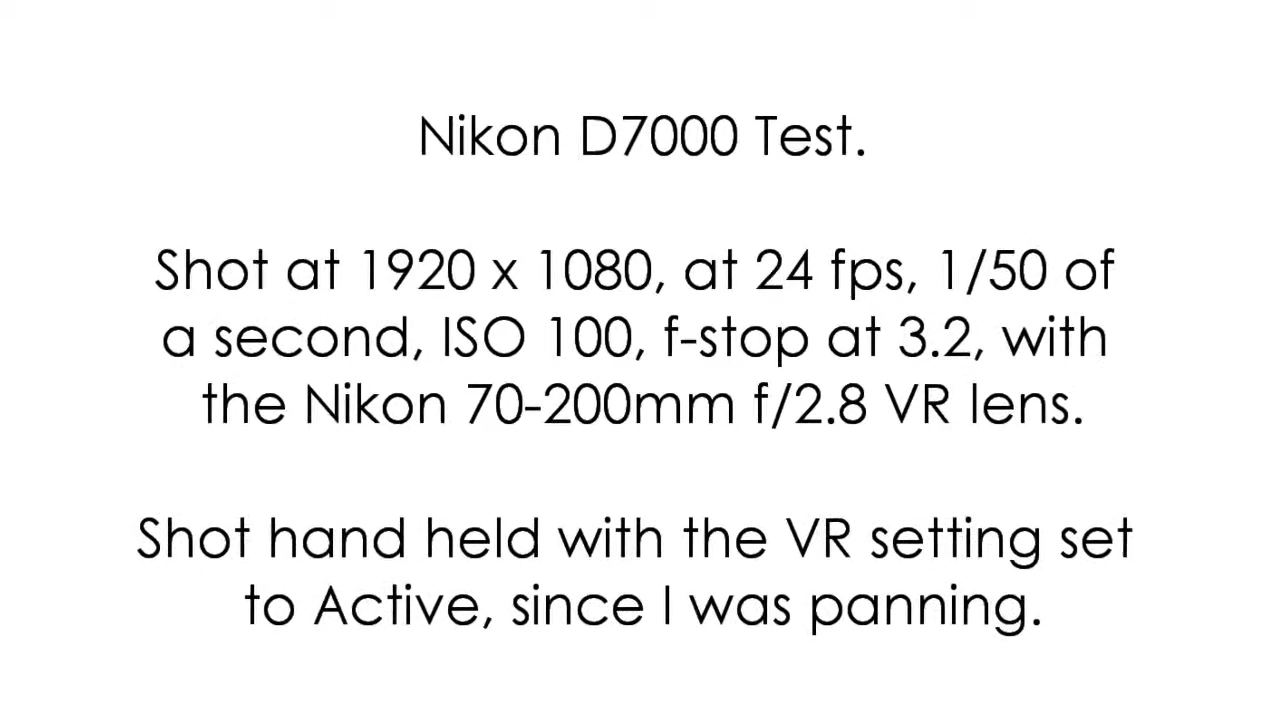 Nikon D7000 Test.
Shot at 1920 x 1080, at 24 fps, 1/50 of
a second, ISO 100, f-stop at 3.2, with
the Nikon 70-200mm f/2.8 VR lens.
Shot hand held with the VR setting set
to Active, since I was panning.